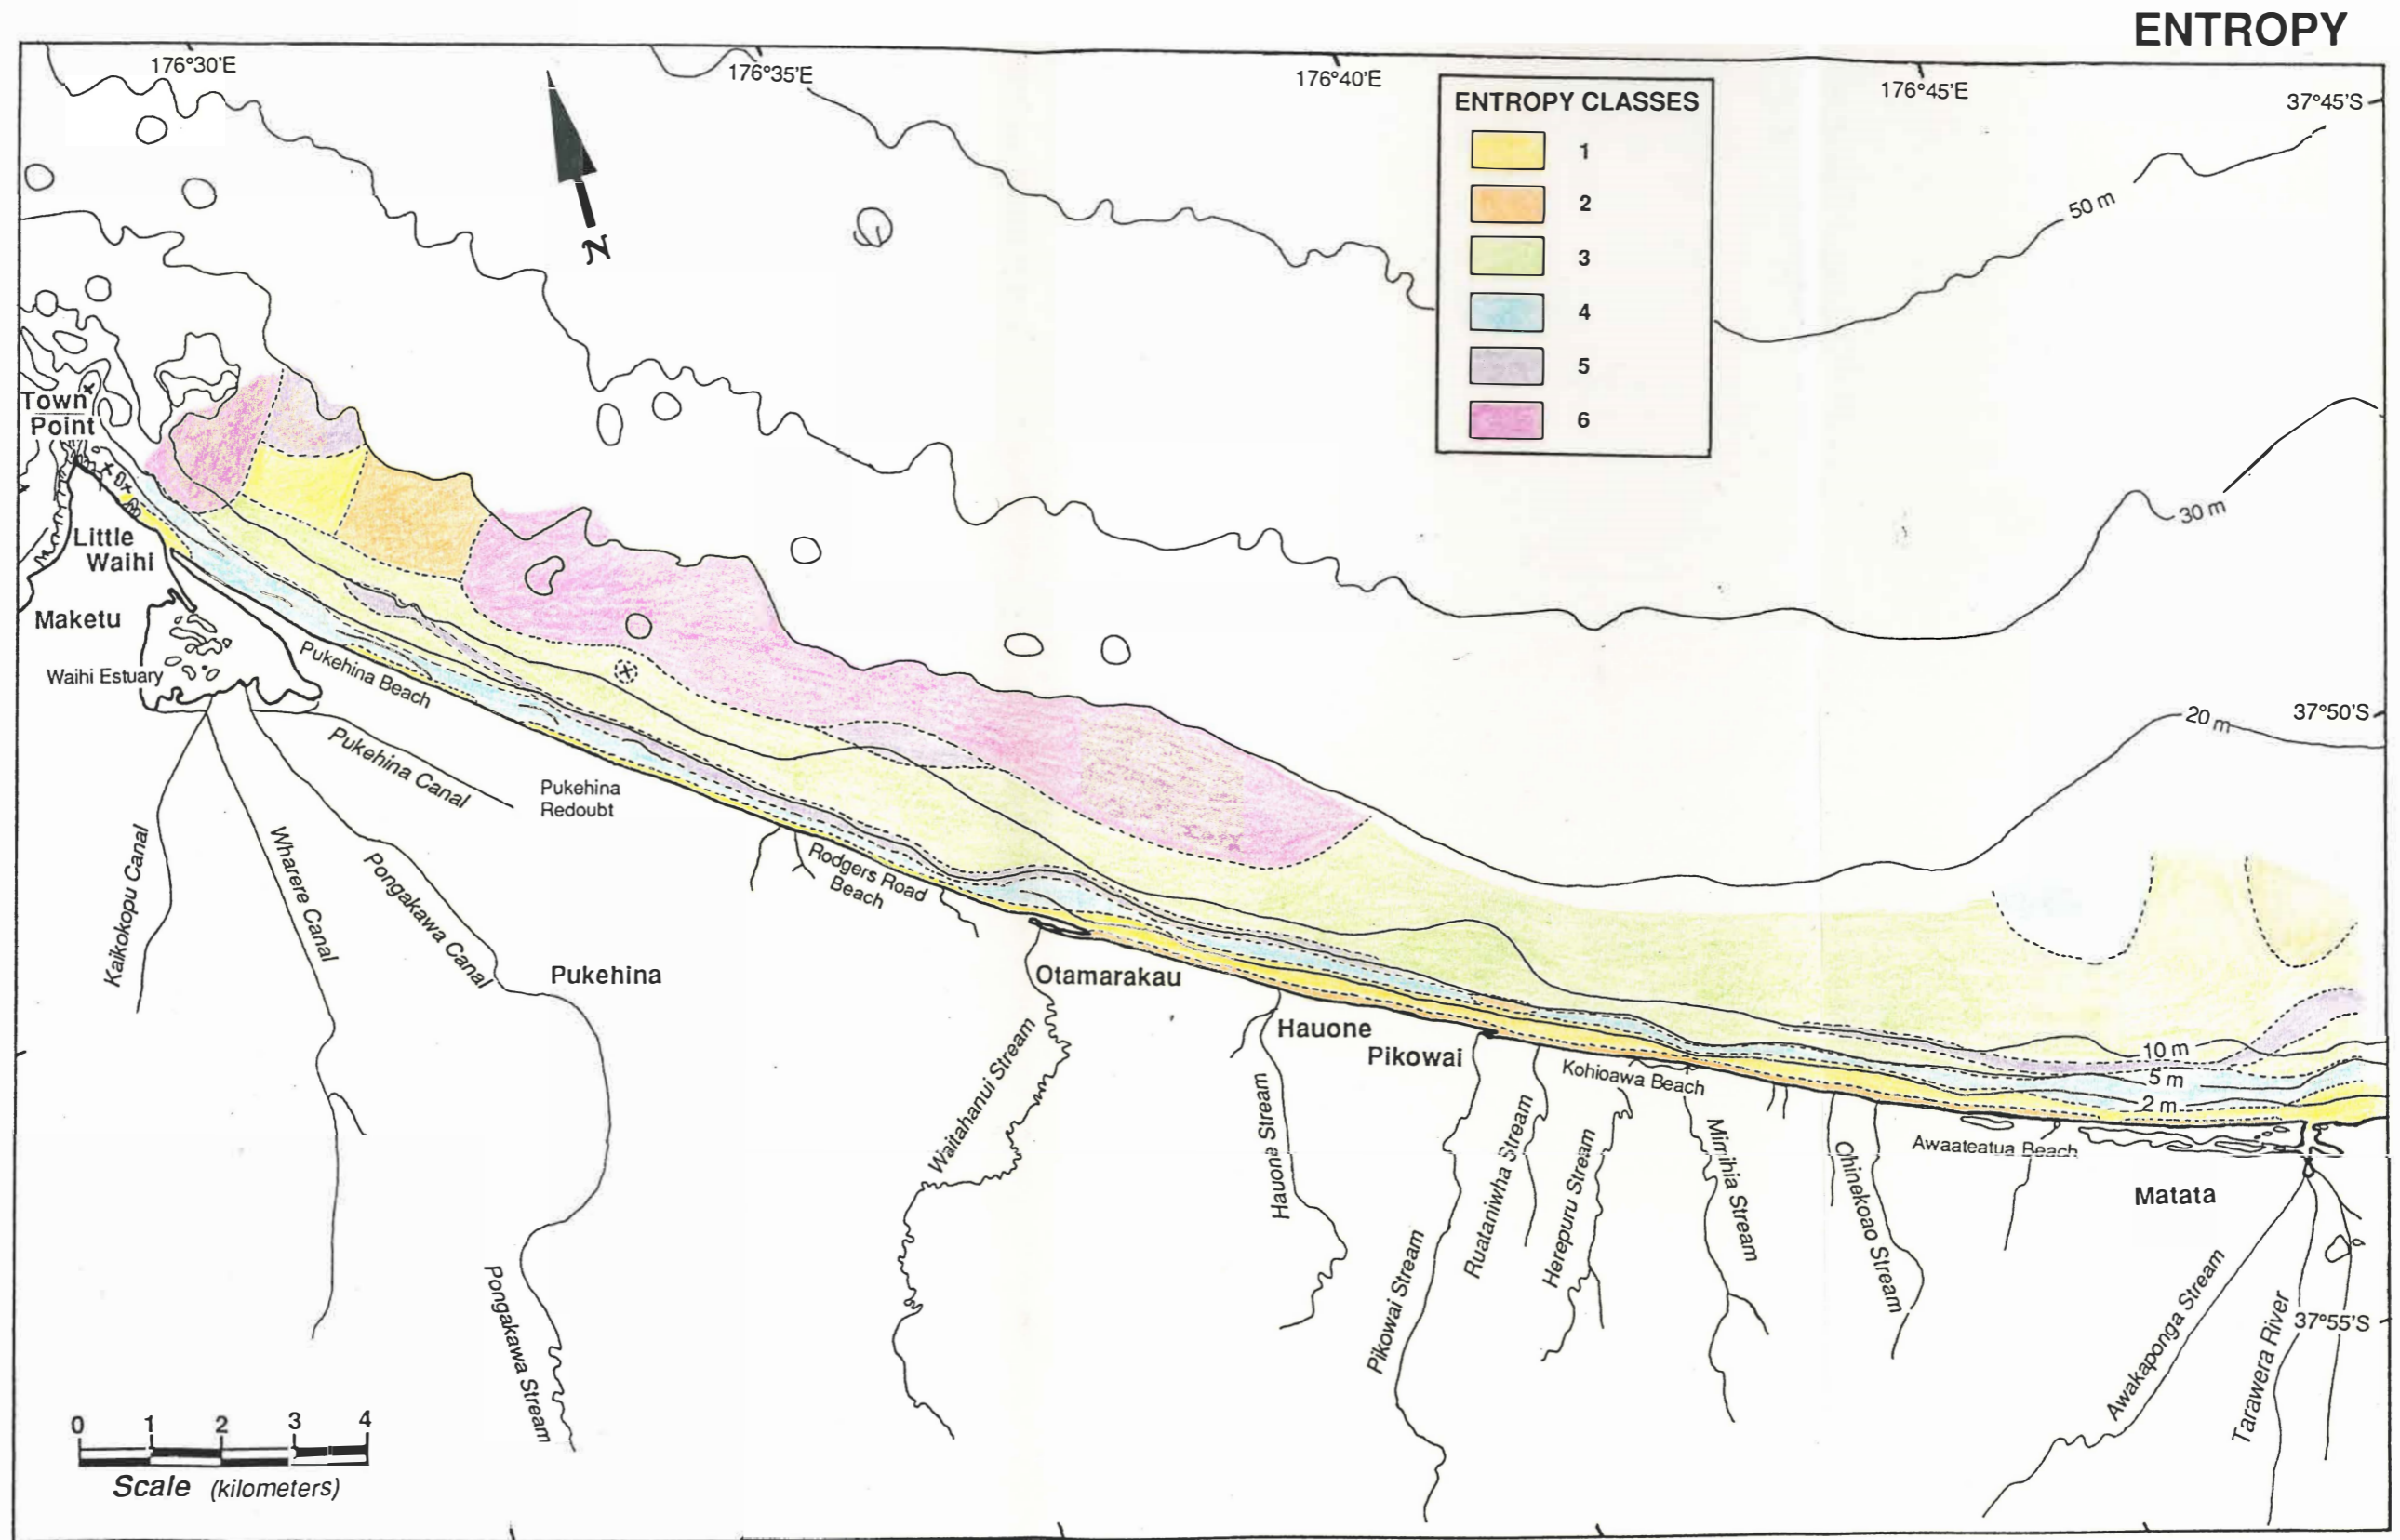 ENTROPY
176°30'E
176°35'E
176°40'E
176°45'E
37°45'S
ENTROPY CLASSES
1
2
3
4
5
6
N
50 m
30 m
20 m
37°50'S
Town
Point
Little
Waihi
Maketu
Waihi Estuary
Pukehina Beach
Pukehina Canal
Pukehina
Redoubt
Kaikokopu Canal
Wharere Canal
Pongakawa Canal
Pukehina
Pongakawa Stream
Rodgers Road
Beach
Otamarakau
Waitahanui Stream
Hauone
Hauone Stream
Pikowai
Pikowai Stream
Ruataniwha Stream
Herepuru Stream
Kohioawa Beach
Mimihia Stream
Ohinekoao Stream
10 m
5 m
2 m
Awaateatua Beach
Matata
Awakaponga Stream
Tarawera River
37°55'S
0 1 2 3 4
Scale (kilometers)